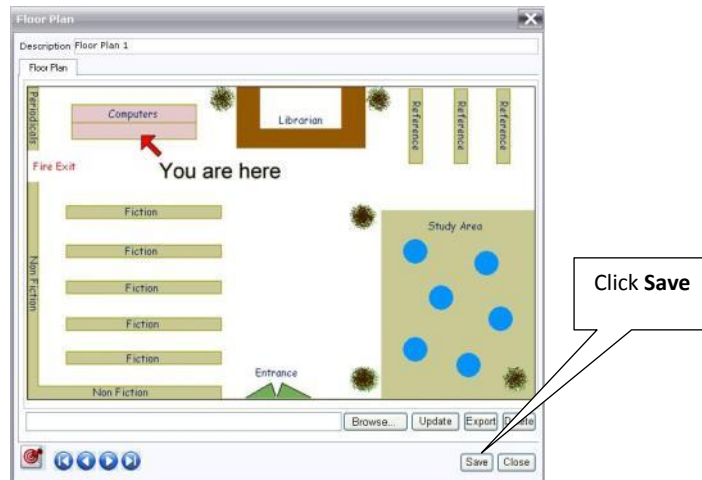 Floor Plan
Description Floor Plan 1
Floor Plan
Periodicals
Computers
Librarian
Reference
Reference
Reference
Fire Exit
You are here
Fiction
Study Area
Fiction
Non Fiction
Fiction
Click Save
Fiction
Fiction
Entrance
Non Fiction
Browse... Update Export Delete
Save Close